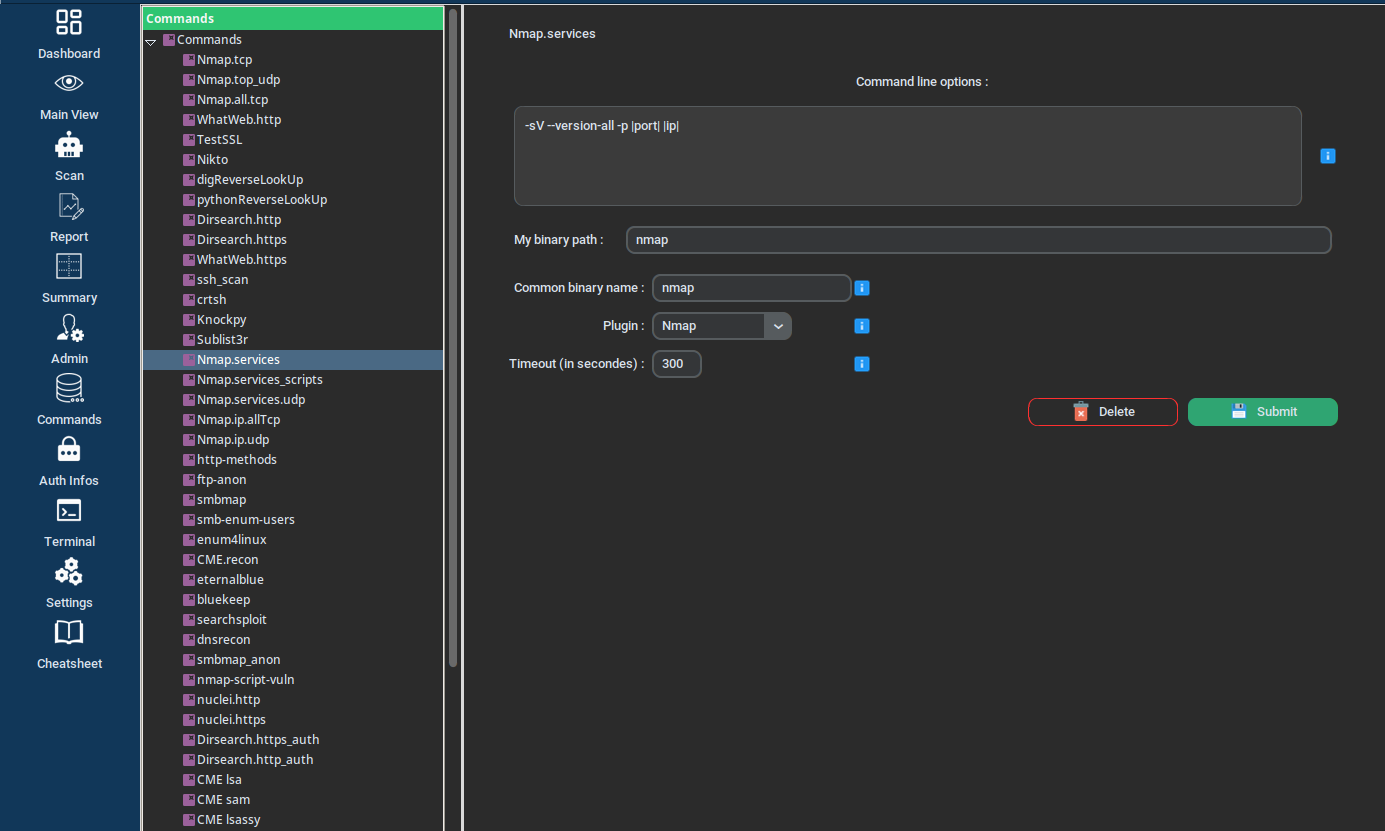 Dashboard
Main View
Scan
Report
Summary
Admin
Commands
Auth Infos
Terminal
Settings
Cheatsheet
Commands
Commands
Nmap.tcp
Nmap.top_udp
Nmap.all.tcp
WhatWeb.http
TestSSL
Nikto
digReverseLookUp
pythonReverseLookUp
Dirsearch.http
Dirsearch.https
WhatWeb.https
ssh_scan
crtsh
Knockpy
Sublist3r
Nmap.services
Nmap.services_scripts
Nmap.services.udp
Nmap.ip.allTcp
Nmap.ip.udp
http-methods
ftp-anon
smbmap
smb-enum-users
enum4linux
CME.recon
eternalblue
bluekeep
searchsploit
dnsrecon
smbmap_anon
nmap-script-vuln
nuclei.http
nuclei.https
Dirsearch.https_auth
Dirsearch.http_auth
CME lsa
CME sam
CME lsassy
Nmap.services
Command line options :
-sV --version-all -p |port| |ip|
My binary path : nmap
Common binary name : nmap
Plugin : Nmap
Timeout (in secondes) : 300
Delete Submit